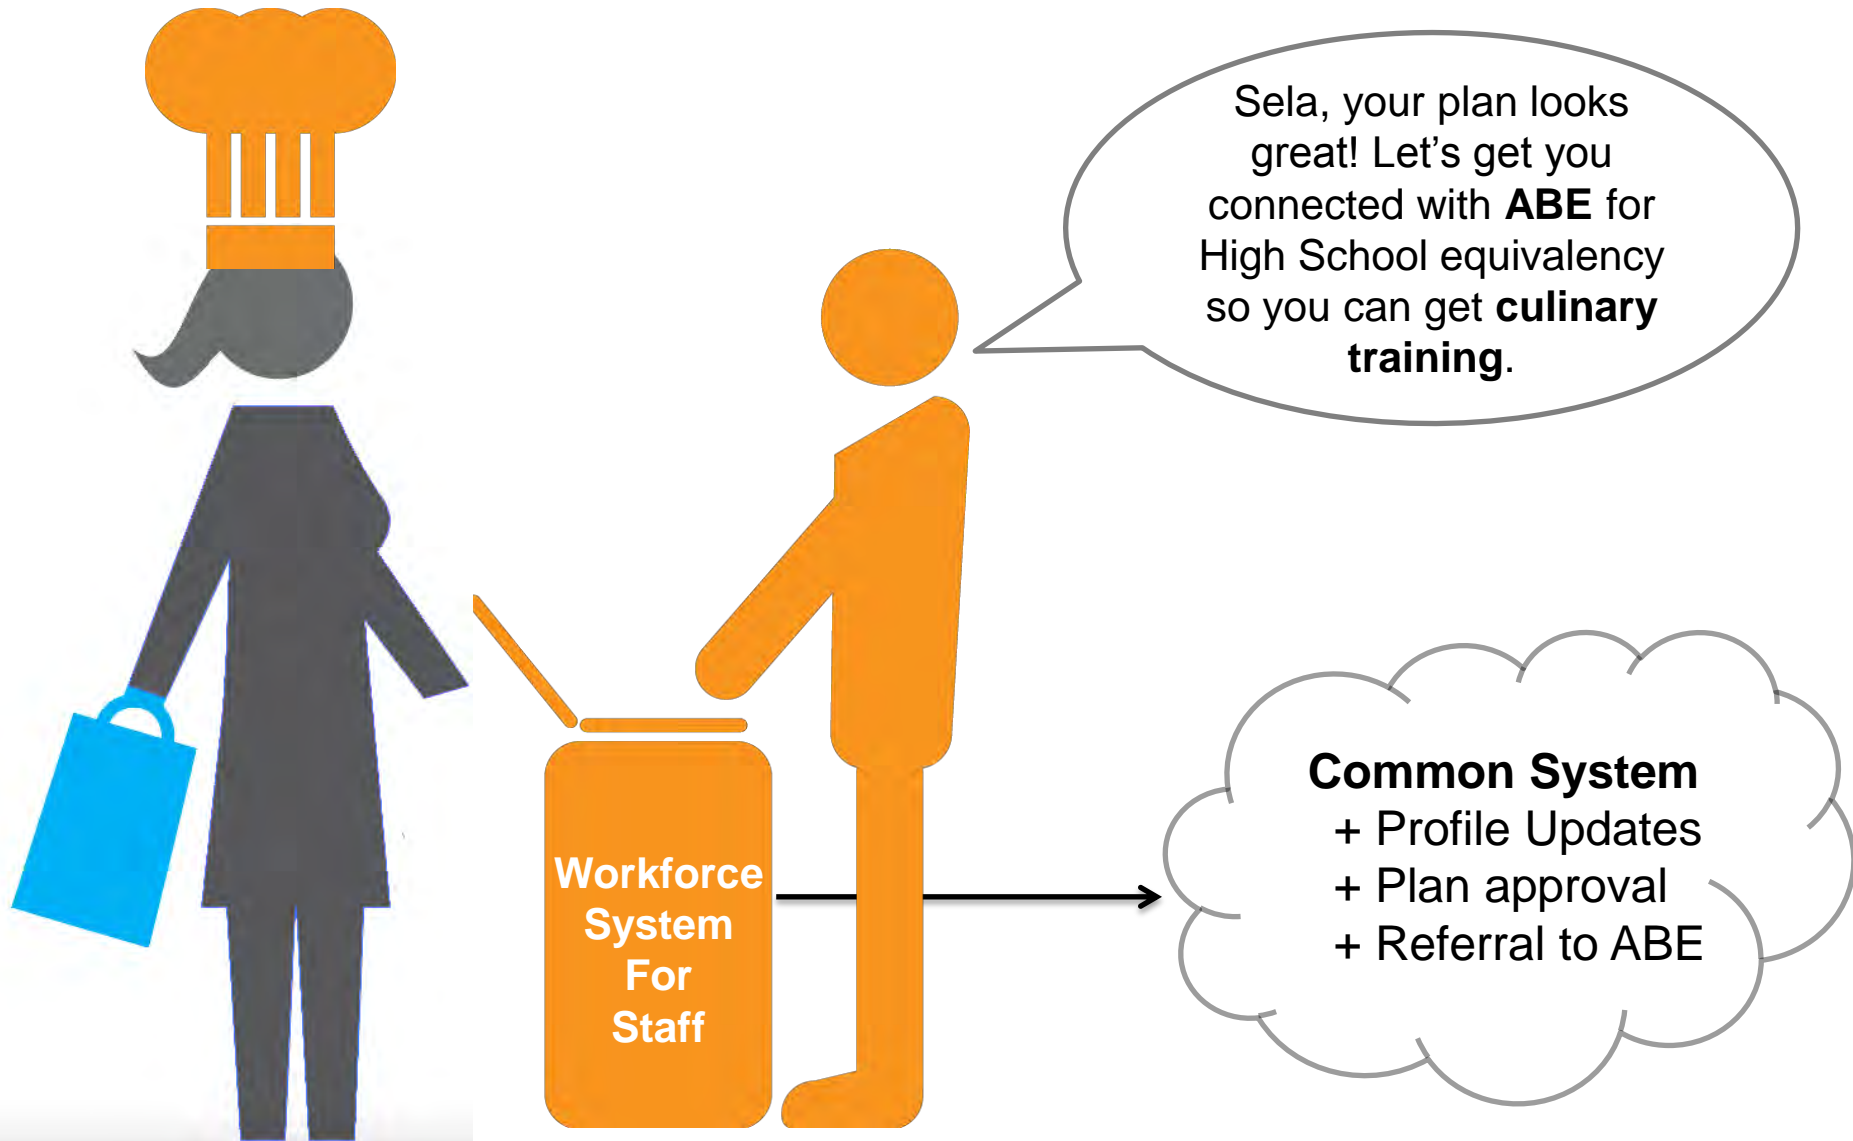 Sela, your plan looks
great! Let’s get you
connected with ABE for
High School equivalency
so you can get culinary
training.
Workforce
System
For
Staff
Common System
+ Profile Updates
+ Plan approval
+ Referral to ABE